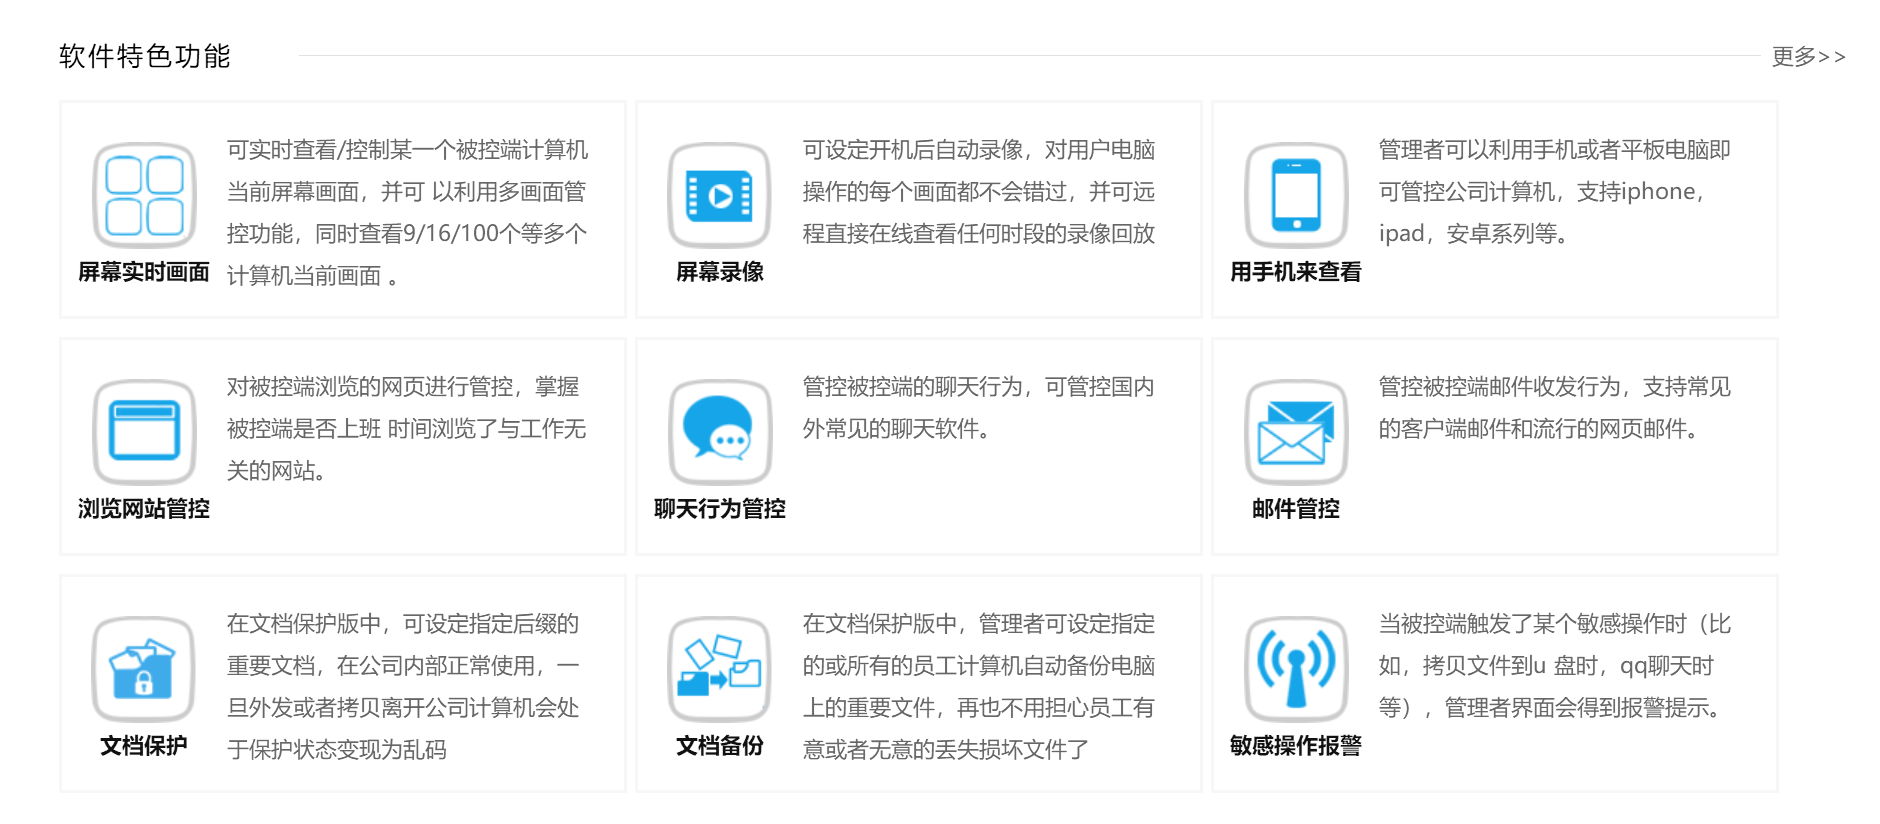 软件特色功能
更多>>
可实时查看/控制某一个被控端计算机
当前屏幕画面，并可 以利用多画面管
控功能，同时查看9/16/100个等多个
计算机当前画面 。
屏幕实时画面
可设定开机后自动录像，对用户电脑
操作的每个画面都不会错过，并可远
程直接在线查看任何时段的录像回放
屏幕录像
管理者可以利用手机或者平板电脑即
可管控公司计算机，支持iphone，
ipad，安卓系列等。
用手机来查看
对被控端浏览的网页进行管控，掌握
被控端是否上班 时间浏览了与工作无
关的网站。
浏览网站管控
管控被控端的聊天行为，可管控国内
外常见的聊天软件。
聊天行为管控
管控被控端邮件收发行为，支持常见
的客户端邮件和流行的网页邮件。
邮件管控
在文档保护版中，可设定指定后缀的
重要文档，在公司内部正常使用，一
旦外发或者拷贝离开公司计算机会处
于保护状态变现为乱码
文档保护
在文档保护版中，管理者可设定指定
的或所有的员工计算机自动备份电脑
上的重要文件，再也不用担心员工有
意或者无意的丢失损坏文件了
文档备份
当被控端触发了某个敏感操作时（比
如，拷贝文件到u 盘时，qq聊天时
等），管理者界面会得到报警提示。
敏感操作报警